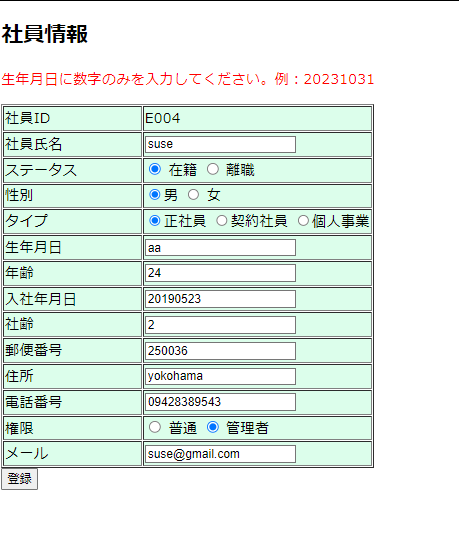 社員情報
生年月日に数字のみを入力してください。例：20231031
社員ID E004
社員氏名 suse
ステータス 在籍 離職
性別 男 女
タイプ 正社員 契約社員 個人事業
生年月日 aa
年齢 24
入社年月日 20190523
社齢 2
郵便番号 250036
住所 yokohama
電話番号 09428389543
権限 普通 管理者
メール suse@gmail.com
登録